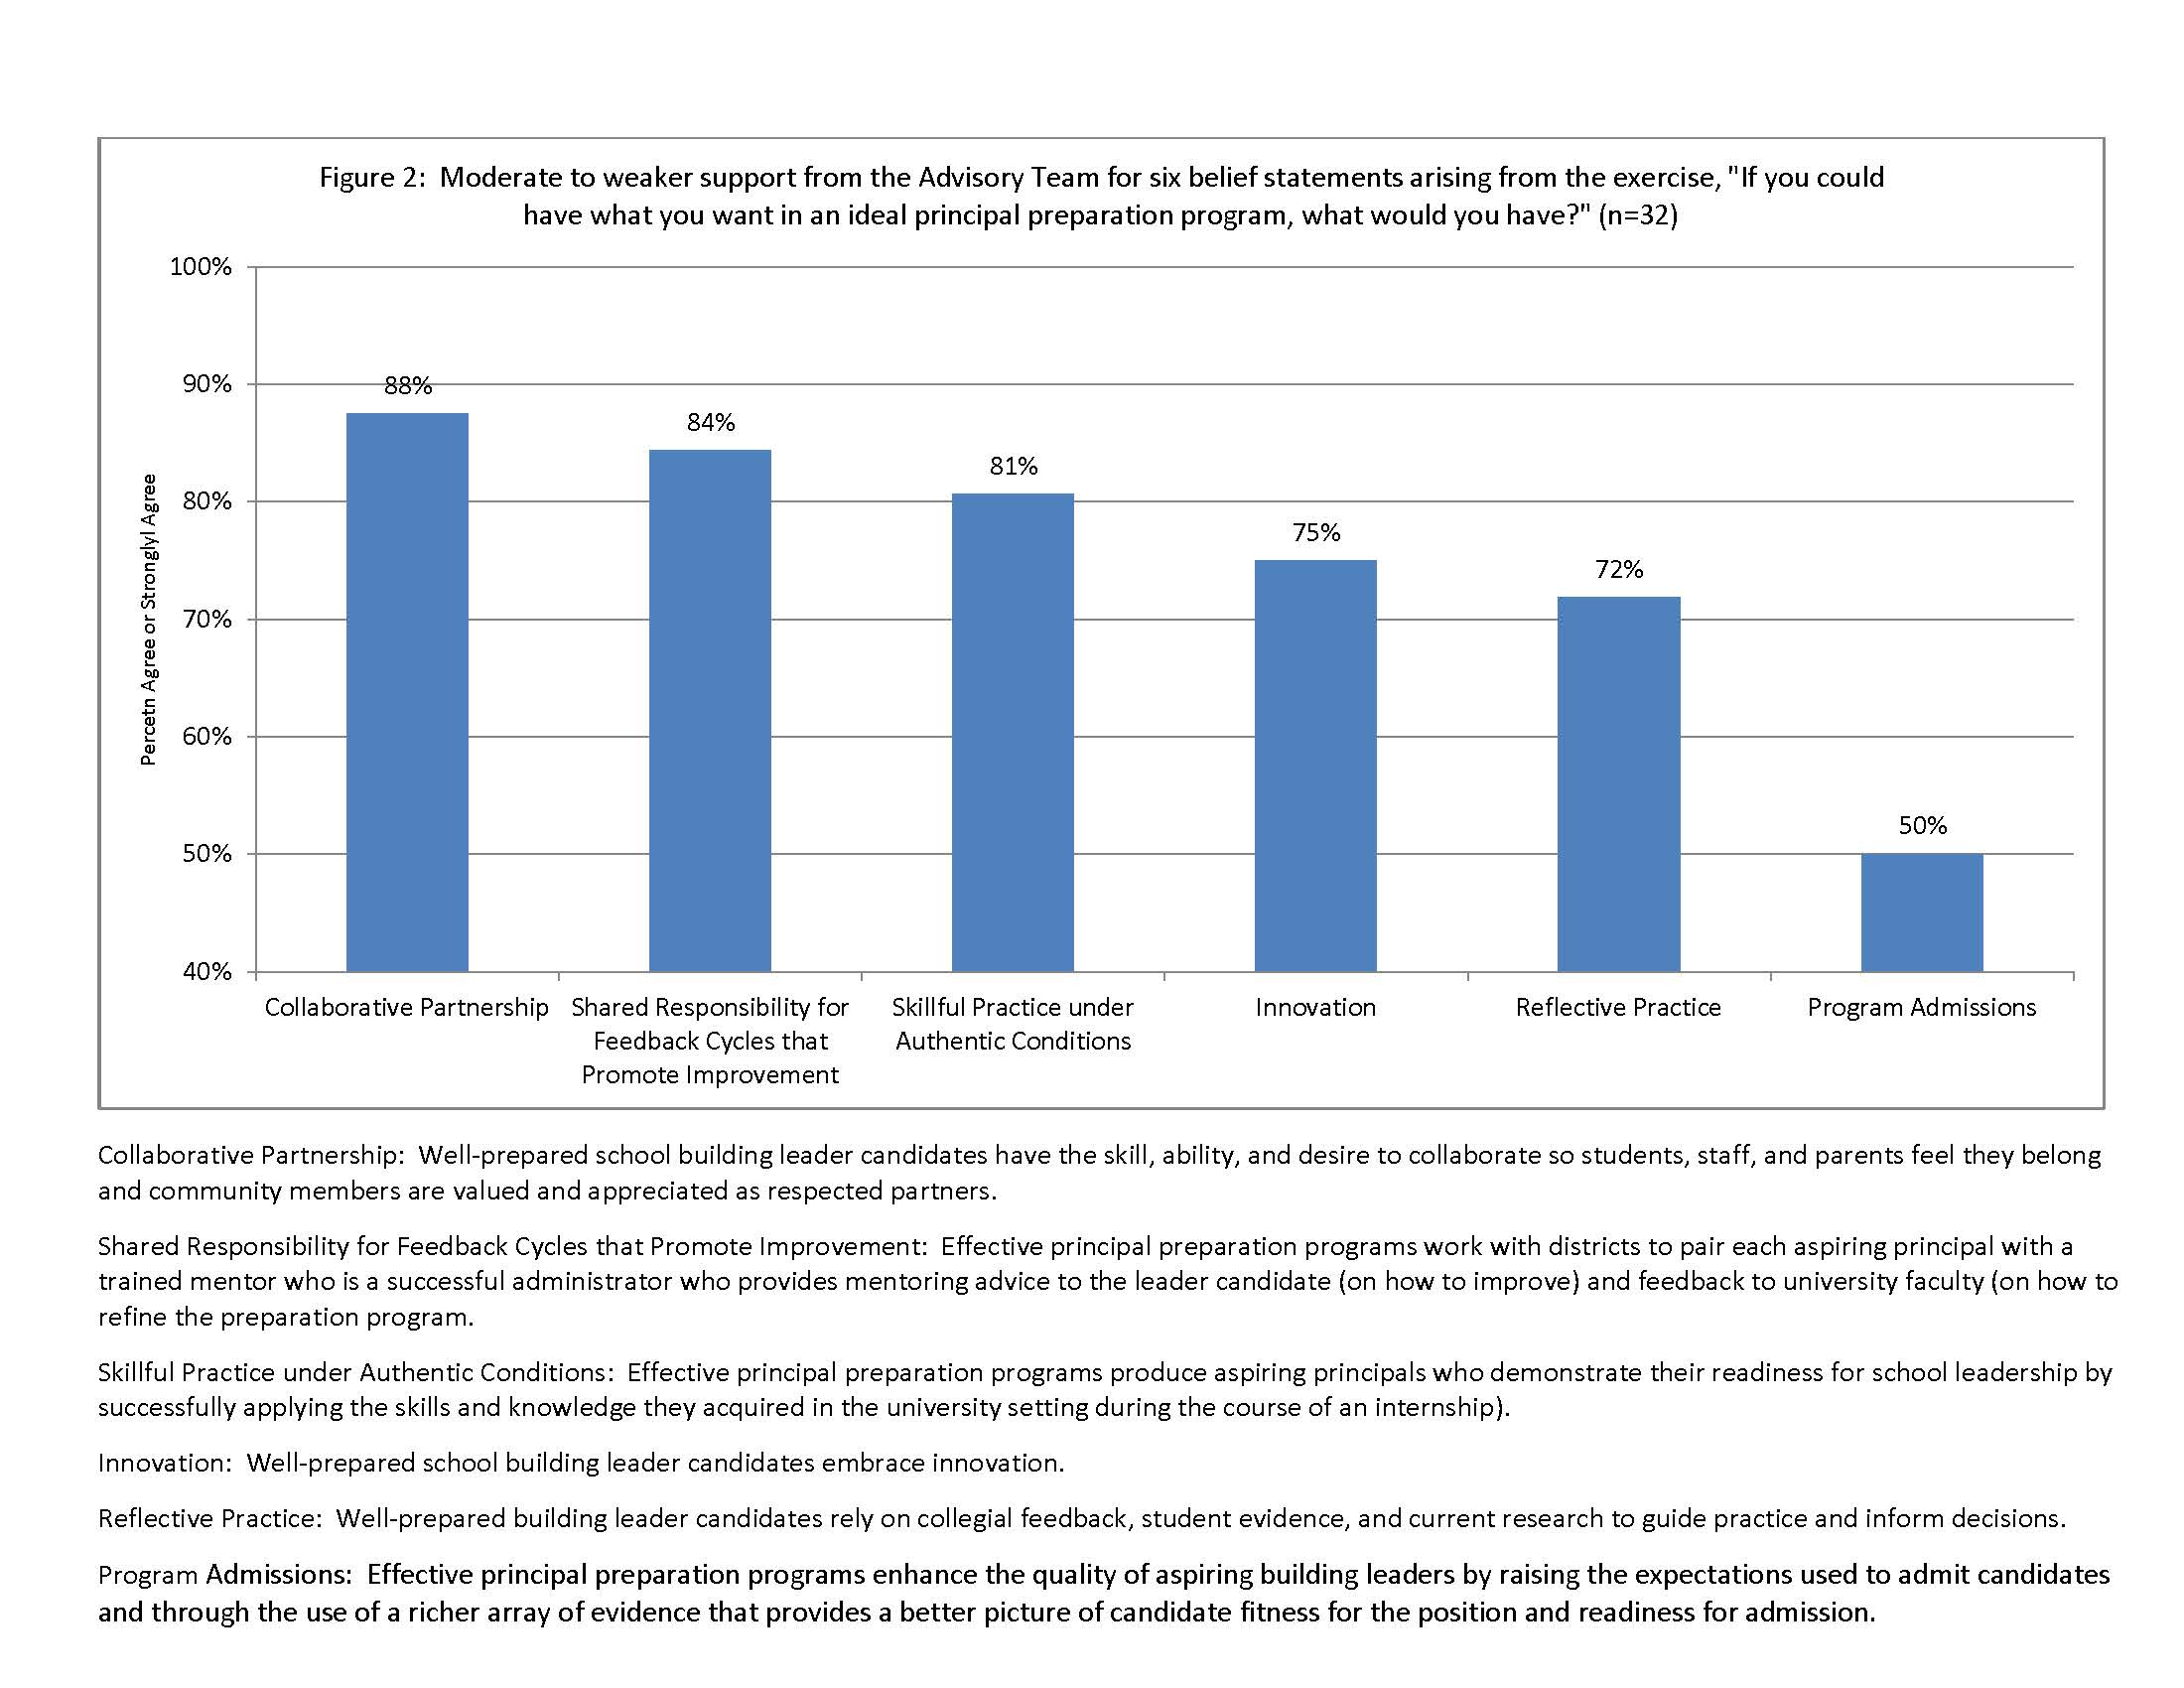 Figure 2:  Moderate to weaker support from the Advisory Team for six belief statements arising from the exercise, "If you could
have what you want in an ideal principal preparation program, what would you have?" (n=32)
Percetn Agree or Stronglyl Agree
100%
90%
80%
70%
60%
50%
40%
88%
84%
81%
75%
72%
50%
Collaborative Partnership
Shared Responsibility for
Feedback Cycles that
Promote Improvement
Skillful Practice under
Authentic Conditions
Innovation
Reflective Practice
Program Admissions
Collaborative Partnership:  Well-prepared school building leader candidates have the skill, ability, and desire to collaborate so students, staff, and parents feel they belong
and community members are valued and appreciated as respected partners.
Shared Responsibility for Feedback Cycles that Promote Improvement:  Effective principal preparation programs work with districts to pair each aspiring principal with a
trained mentor who is a successful administrator who provides mentoring advice to the leader candidate (on how to improve) and feedback to university faculty (on how to
refine the preparation program.
Skillful Practice under Authentic Conditions:  Effective principal preparation programs produce aspiring principals who demonstrate their readiness for school leadership by
successfully applying the skills and knowledge they acquired in the university setting during the course of an internship).
Innovation:  Well-prepared school building leader candidates embrace innovation.
Reflective Practice:  Well-prepared building leader candidates rely on collegial feedback, student evidence, and current research to guide practice and inform decisions.
Program Admissions:  Effective principal preparation programs enhance the quality of aspiring building leaders by raising the expectations used to admit candidates
and through the use of a richer array of evidence that provides a better picture of candidate fitness for the position and readiness for admission.